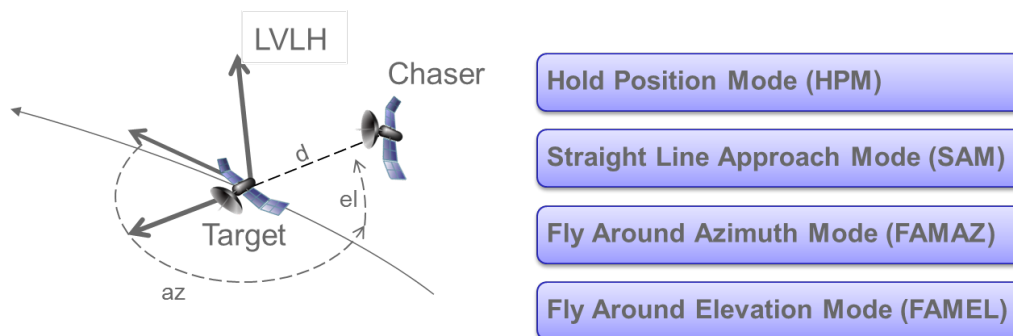 LVLH
Chaser
d
el
Target
az
Hold Position Mode (HPM)
Straight Line Approach Mode (SAM)
Fly Around Azimuth Mode (FAMAZ)
Fly Around Elevation Mode (FAMEL)